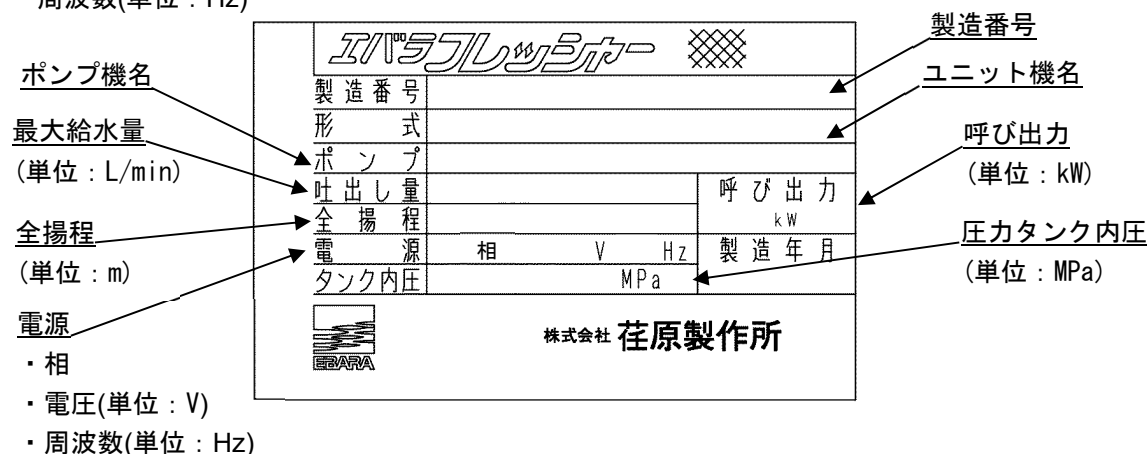 周波数(単位：Hz)
エバラフレッシャー
製造番号
ポンプ機名
最大給水量
(単位：L/min)
全揚程
(単位：m)
電源
・相
・電圧(単位：V)
・周波数(単位：Hz)
製造番号
形式
ポンプ
吐出し量
呼び出力
kW
全揚程
電源 相 V Hz
製造年月
タンク内圧 MPa
EBARA
株式会社 荏原製作所
ユニット機名
呼び出力
(単位：kW)
圧力タンク内圧
(単位：MPa)